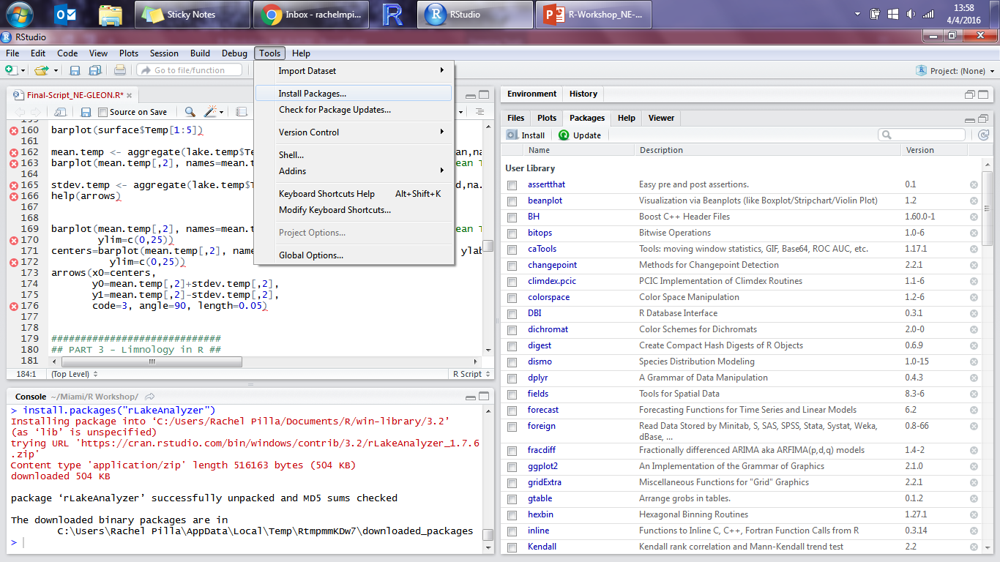 Sticky Notes
Inbox - rachelmpi...
RStudio
R-Workshop_NE-...
13:58
4/4/2016
RStudio
File Edit Code View Plots Session Build Debug Tools Help
Go to file/function
Project: (None)
Import Dataset
Install Packages...
Check for Package Updates...
Version Control
Shell...
Addins
Keyboard Shortcuts Help Alt+Shift+K
Modify Keyboard Shortcuts...
Project Options...
Global Options...
Final-Script_NE-GLEON.R*
Source on Save
160 barplot(surface$Temp[1:5])
161
162 mean.temp <- aggregate(lake.temp$Te an,na
163 barplot(mean.temp[,2], names=mean.t ean T
164
165 stdev.temp <- aggregate(lake.temp$T d,na.
166 help(arrows)
167
168
169 barplot(mean.temp[,2], names=mean.t ean T
170 ylim=c(0,25))
171 centers=barplot(mean.temp[,2], nam ylab
172 ylim=c(0,25))
173 arrows(x0=centers,
174 y0=mean.temp[,2]+stdev.temp[,2],
175 y1=mean.temp[,2]-stdev.temp[,2],
176 code=3, angle=90, length=0.05)
177
178
179 #############################
180 ## PART 3 - Limnology in R ##
181
184:1 (Top Level) R Script
Console ~/Miami/R Workshop/
> install.packages("rLakeAnalyzer")
Installing package into ‘C:/Users/Rachel Pilla/Documents/R/win-library/3.2’
(as ‘lib’ is unspecified)
trying URL 'https://cran.rstudio.com/bin/windows/contrib/3.2/rLakeAnalyzer_1.7.6
.zip'
Content type 'application/zip' length 516163 bytes (504 KB)
downloaded 504 KB
package ‘rLakeAnalyzer’ successfully unpacked and MD5 sums checked
The downloaded binary packages are in
C:\Users\Rachel Pilla\AppData\Local\Temp\RtmpmmKDw7\downloaded_packages
>
Environment History
Files Plots Packages Help Viewer
Install Update
Name Description Version
User Library
assertthat Easy pre and post assertions. 0.1
beanplot Visualization via Beanplots (like Boxplot/Stripchart/Violin Plot) 1.2
BH Boost C++ Header Files 1.60.0-1
bitops Bitwise Operations 1.0-6
caTools Tools: moving window statistics, GIF, Base64, ROC AUC, etc. 1.17.1
changepoint Methods for Changepoint Detection 2.2.1
climdex.pcic PCIC Implementation of Climdex Routines 1.1-6
colorspace Color Space Manipulation 1.2-6
DBI R Database Interface 0.3.1
dichromat Color Schemes for Dichromats 2.0-0
digest Create Compact Hash Digests of R Objects 0.6.9
dismo Species Distribution Modeling 1.0-15
dplyr A Grammar of Data Manipulation 0.4.3
fields Tools for Spatial Data 8.3-6
forecast Forecasting Functions for Time Series and Linear Models 6.2
foreign Read Data Stored by Minitab, S, SAS, SPSS, Stata, Systat, Weka, 0.8-66
dBase, ...
fracdiff Fractionally differenced ARIMA aka ARFIMA(p,d,q) models 1.4-2
ggplot2 An Implementation of the Grammar of Graphics 2.1.0
gridExtra Miscellaneous Functions for "Grid" Graphics 2.2.1
gtable Arrange grobs in tables. 0.1.2
hexbin Hexagonal Binning Routines 1.27.1
inline Functions to Inline C, C++, Fortran Function Calls from R 0.3.14
Kendall Kendall rank correlation and Mann-Kendall trend test 2.2